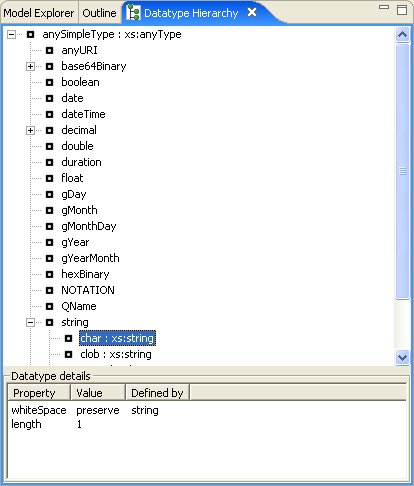 Model Explorer Outline Datatype Hierarchy
anySimpleType : xs:anyType
anyURI
base64Binary
boolean
date
dateTime
decimal
double
duration
float
gDay
gMonth
gMonthDay
gYear
gYearMonth
hexBinary
NOTATION
QName
string
char : xs:string
clob : xs:string
Datatype details
Property Value Defined by
whiteSpace preserve string
length 1